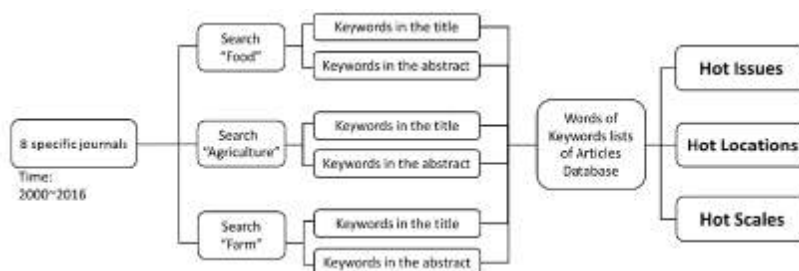 8 specific journals
Time:
2000~2016
Search
"Food"
Keywords in the title
Keywords in the abstract
Search
"Agriculture"
Keywords in the title
Keywords in the abstract
Search
"Farm"
Keywords in the title
Keywords in the abstract
Words of
Keywords lists
of Articles
Database
Hot Issues
Hot Locations
Hot Scales